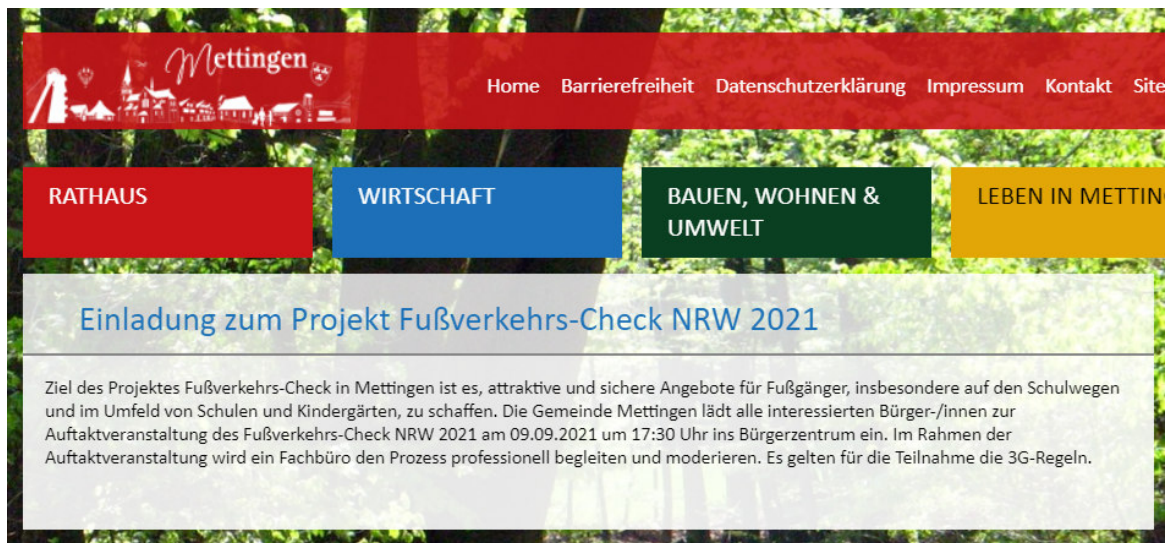 Mettingen
Home Barrierefreiheit Datenschutzerklärung Impressum Kontakt Site
RATHAUS
WIRTSCHAFT
BAUEN, WOHNEN &
UMWELT
LEBEN IN METTING
Einladung zum Projekt Fußverkehrs-Check NRW 2021
Ziel des Projektes Fußverkehrs-Check in Mettingen ist es, attraktive und sichere Angebote für Fußgänger, insbesondere auf den Schulwegen
und im Umfeld von Schulen und Kindergärten, zu schaffen. Die Gemeinde Mettingen lädt alle interessierten Bürger-/innen zur
Auftaktveranstaltung des Fußverkehrs-Check NRW 2021 am 09.09.2021 um 17:30 Uhr ins Bürgerzentrum ein. Im Rahmen der
Auftaktveranstaltung wird ein Fachbüro den Prozess professionell begleiten und moderieren. Es gelten für die Teilnahme die 3G-Regeln.